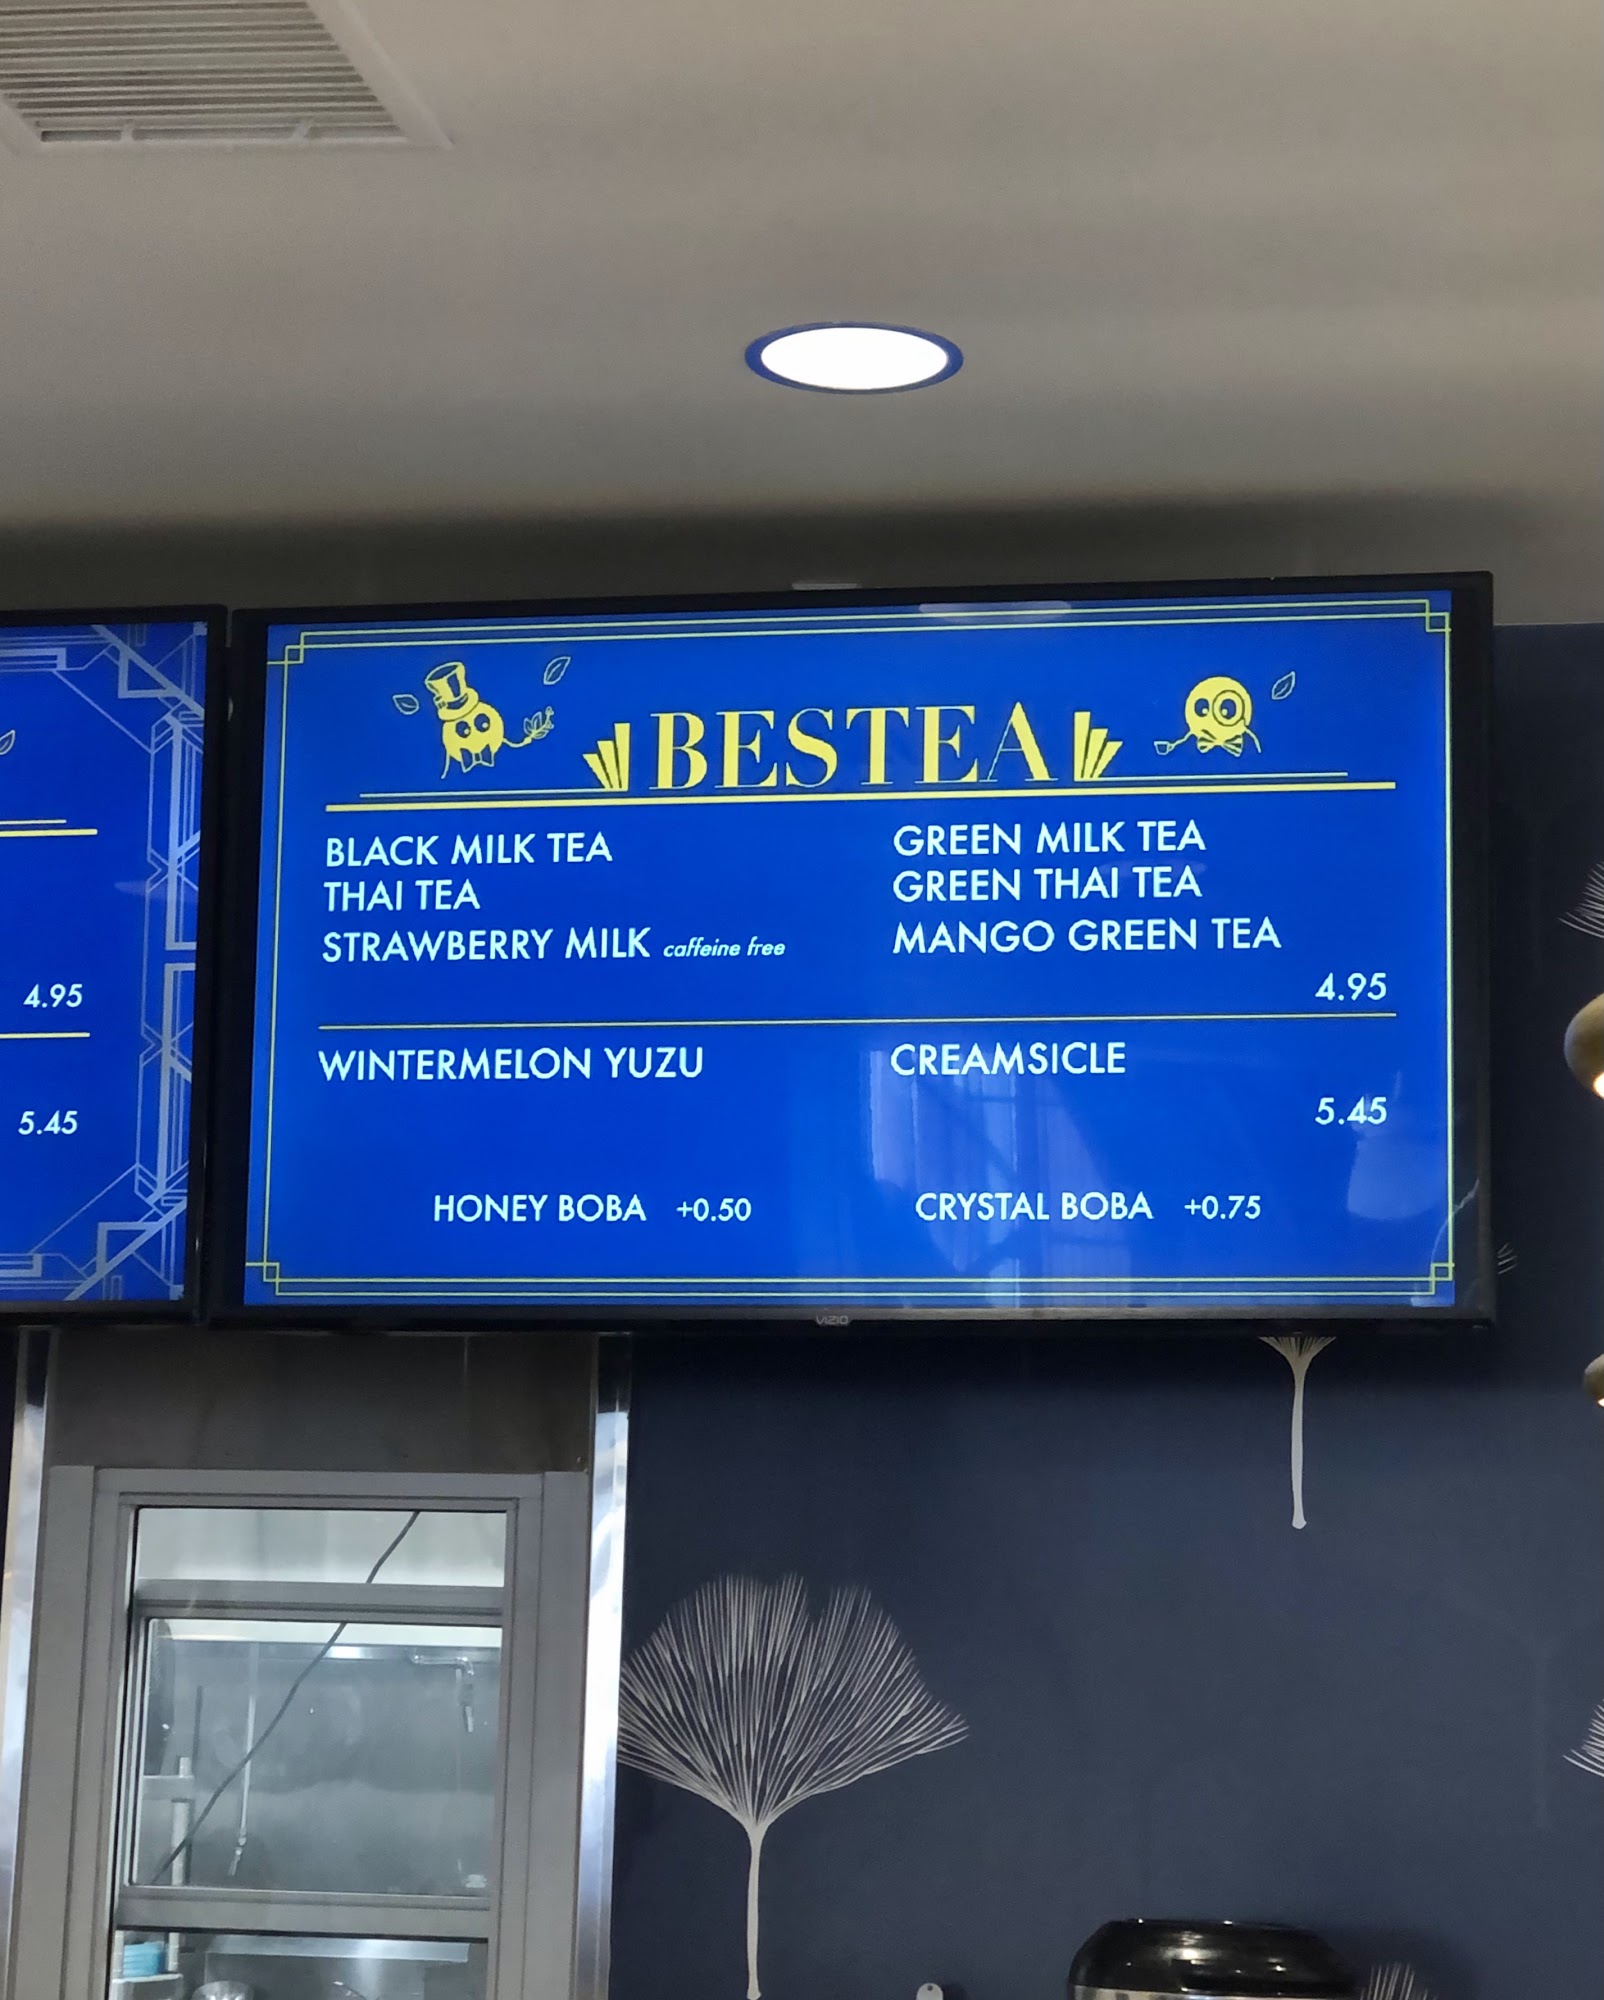 BESTEA
BLACK MILK TEA
THAI TEA
STRAWBERRY MILK caffeine free
GREEN MILK TEA
GREEN THAI TEA
MANGO GREEN TEA
4.95
WINTERMELON YUZU
CREAMSICLE
5.45
HONEY BOBA +0.50
CRYSTAL BOBA +0.75
4.95
5.45
VIZIO